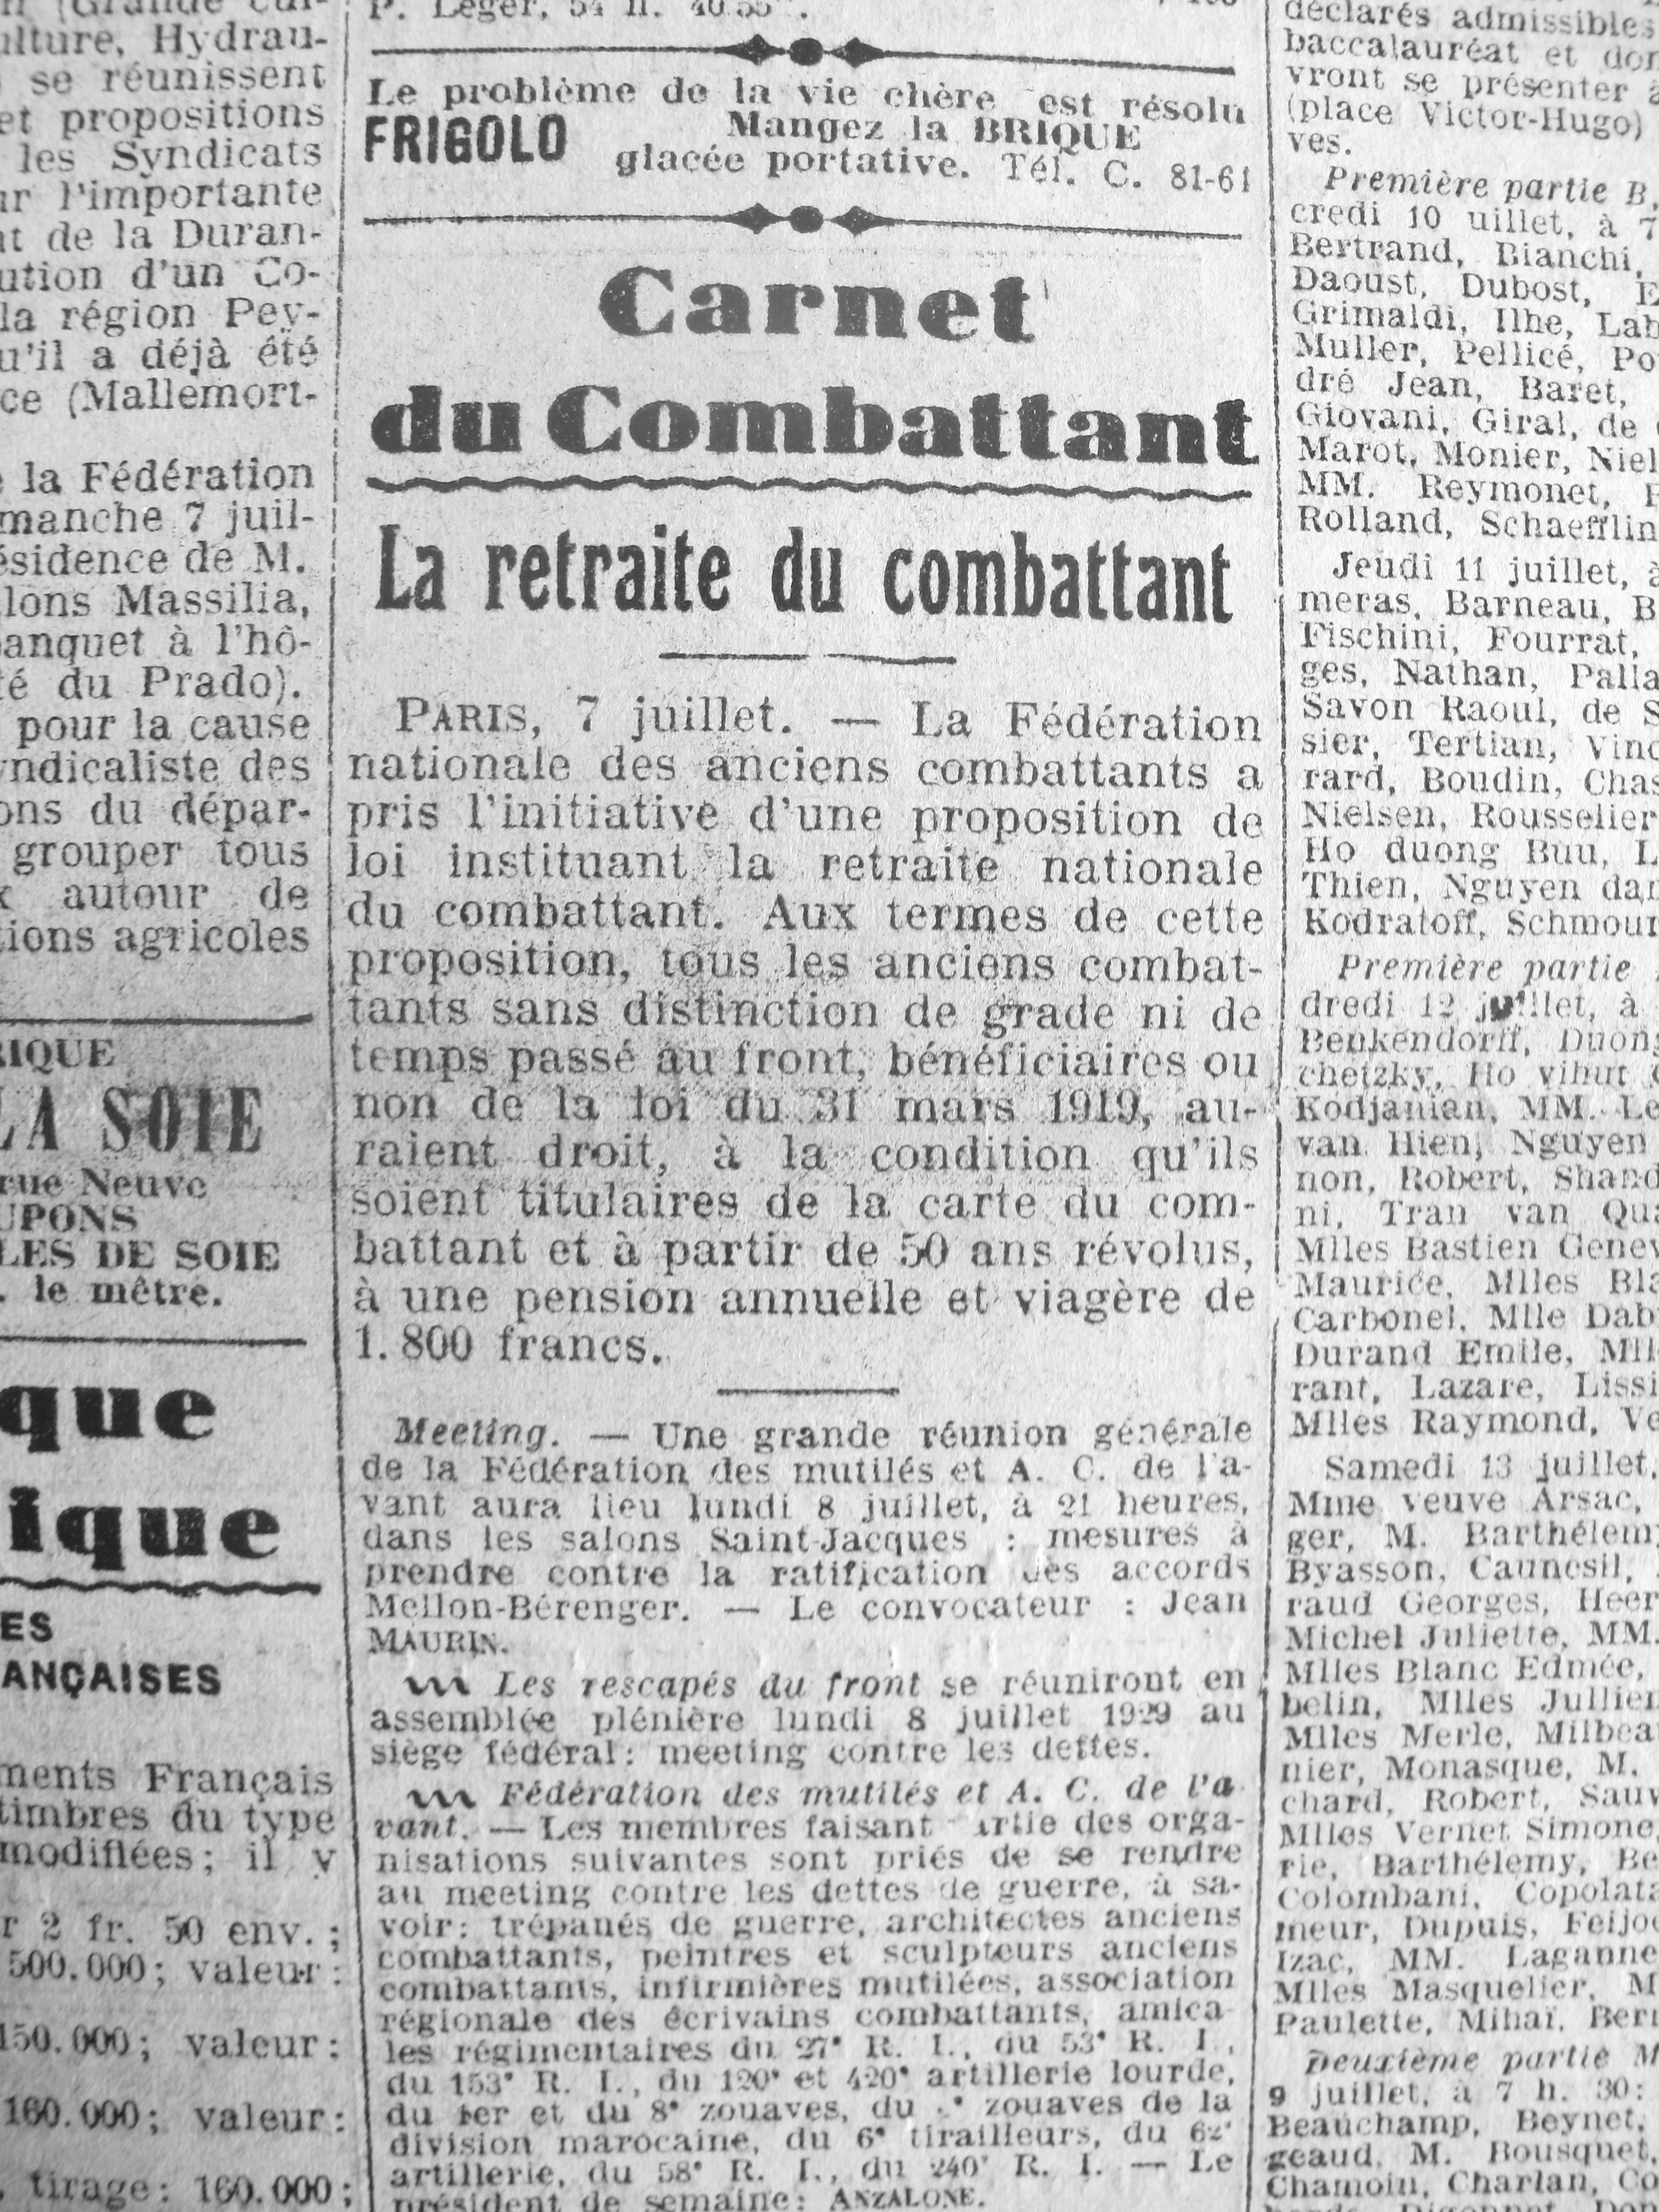 (Grande cul-
ulture, Hydrau-
se réunissent
et propositions
les Syndicats
ur l'importante
nt de la Duran-
ution d'un Co-
la région Pey-
u'il a déjà été
ce (Mallemort-
la Fédération
manche 7 juil-
ésidence de M.
lons Massilia,
anquet à l'hô-
té du Prado).
pour la cause
yndicaliste des
ons du dépar-
grouper tous
x autour de
tions agricoles
RIQUE
LA SOIE
rue Neuve
UPONS
LES DE SOIE
. le mètre.
que
ique
ES
ANÇAISES
ments Français
timbres du type
modifiées; il y
r 2 fr. 50 env. ;
500.000; valeur:
150.000; valeur:
160.000; valeur:
tirage: 160.000;
P. Léger, 54 n. 40.55".
Le problème de la vie chère est résolu
FRIGOLO Mangez la BRIQUE
glacée portative. Tél. C. 81-61
Carnet
du Combattant
La retraite du combattant
PARIS, 7 juillet. — La Fédération
nationale des anciens combattants a
pris l'initiative d'une proposition de
loi instituant la retraite nationale
du combattant. Aux termes de cette
proposition, tous les anciens combat-
tants sans distinction de grade ni de
temps passé au front, bénéficiaires ou
non de la loi du 31 mars 1919, au-
raient droit, à la condition qu'ils
soient titulaires de la carte du com-
battant et à partir de 50 ans révolus,
à une pension annuelle et viagère de
1.800 francs.
Meeting. — Une grande réunion générale
de la Fédération des mutilés et A. C. de l'a-
vant aura lieu lundi 8 juillet, à 21 heures,
dans les salons Saint-Jacques : mesures à
prendre contre la ratification des accords
Mellon-Bérenger. — Le convocateur : Jean
MAURIN.
Les rescapés du front se réuniront en
assemblée plénière lundi 8 juillet 1929 au
siège fédéral: meeting contre les dettes.
Fédération des mutilés et A. C. de l'a
vant. — Les membres faisant artie des orga-
nisations suivantes sont priés de se rendre
au meeting contre les dettes de guerre, à sa-
voir: trépanés de guerre, architectes anciens
combattants, peintres et sculpteurs anciens
combattants, infirmières mutilées, association
régionale des écrivains combattants, amica-
les régimentaires du 27e R. I., du 53e R. I.,
du 153e R. I., du 120e et 420e artillerie lourde,
du 1er et du 8e zouaves, du zouaves de la
division marocaine, du 6e tirailleurs, du
artillerie, du 58e R. I., du 240e R. I. — Le
président de semaine: ANZALONE.
déclarés admissibles
baccalauréat et don
vront se présenter à
(place Victor-Hugo)
ves.
Première partie B,
credi 10 uillet, à 7
Bertrand, Bianchi,
Daoust, Dubost, E
Grimaldi, Ilhe, Lab
Muller, Pellicé, Po
dré Jean, Baret,
Giovani, Giral, de
Marot, Monier, Niel
MM. Reymonet, P
Rolland, Schaefflin
Jeudi 11 juillet, à
meras, Barneau, B
Fischini, Fourrat,
ges, Nathan, Palla
Savon Raoul, de S
sier, Tertian, Vinc
rard, Boudin, Chas
Nielsen, Rousselier
Ho duong Buu, L
Thien, Nguyen dan
Kodratoff, Schmour
Première partie
dredi 12 juillet, à
Benkendorff, Duong
chetzky, Ho vihut
Kodjanian, MM. Le
van Hien, Nguyen
non, Robert, Shand
ni, Tran van Qua
Mlles Bastien Genev
Maurice, Mlles Bla
Carbonel, Mlle Dab
Durand Emile, Mll
rant, Lazare, Lissi
Mlles Raymond, Ve
Samedi 13 juillet,
Mme veuve Arsac,
ger, M. Barthélemy
Byasson, Caunesil,
raud Georges, Heer
Michel Juliette, MM.
Mlles Blanc Edmée,
belin, Mlles Jullien
Mlles Merle, Milbeau
nier, Monasque, M.
chard, Robert, Sauv
Mlles Vernet Simone,
rie, Barthélemy, Be
Colombani, Copolata
meur, Dupuis, Feijoo
Izac, MM. Laganne
Mlles Masquelier, M
Paulette, Mihaï, Beri
Deuxième partie M
9 juillet, à 7 h. 30:
Beauchamp, Beynet,
geaud, M. Bousquet,
Chamoin, Charlan, Co